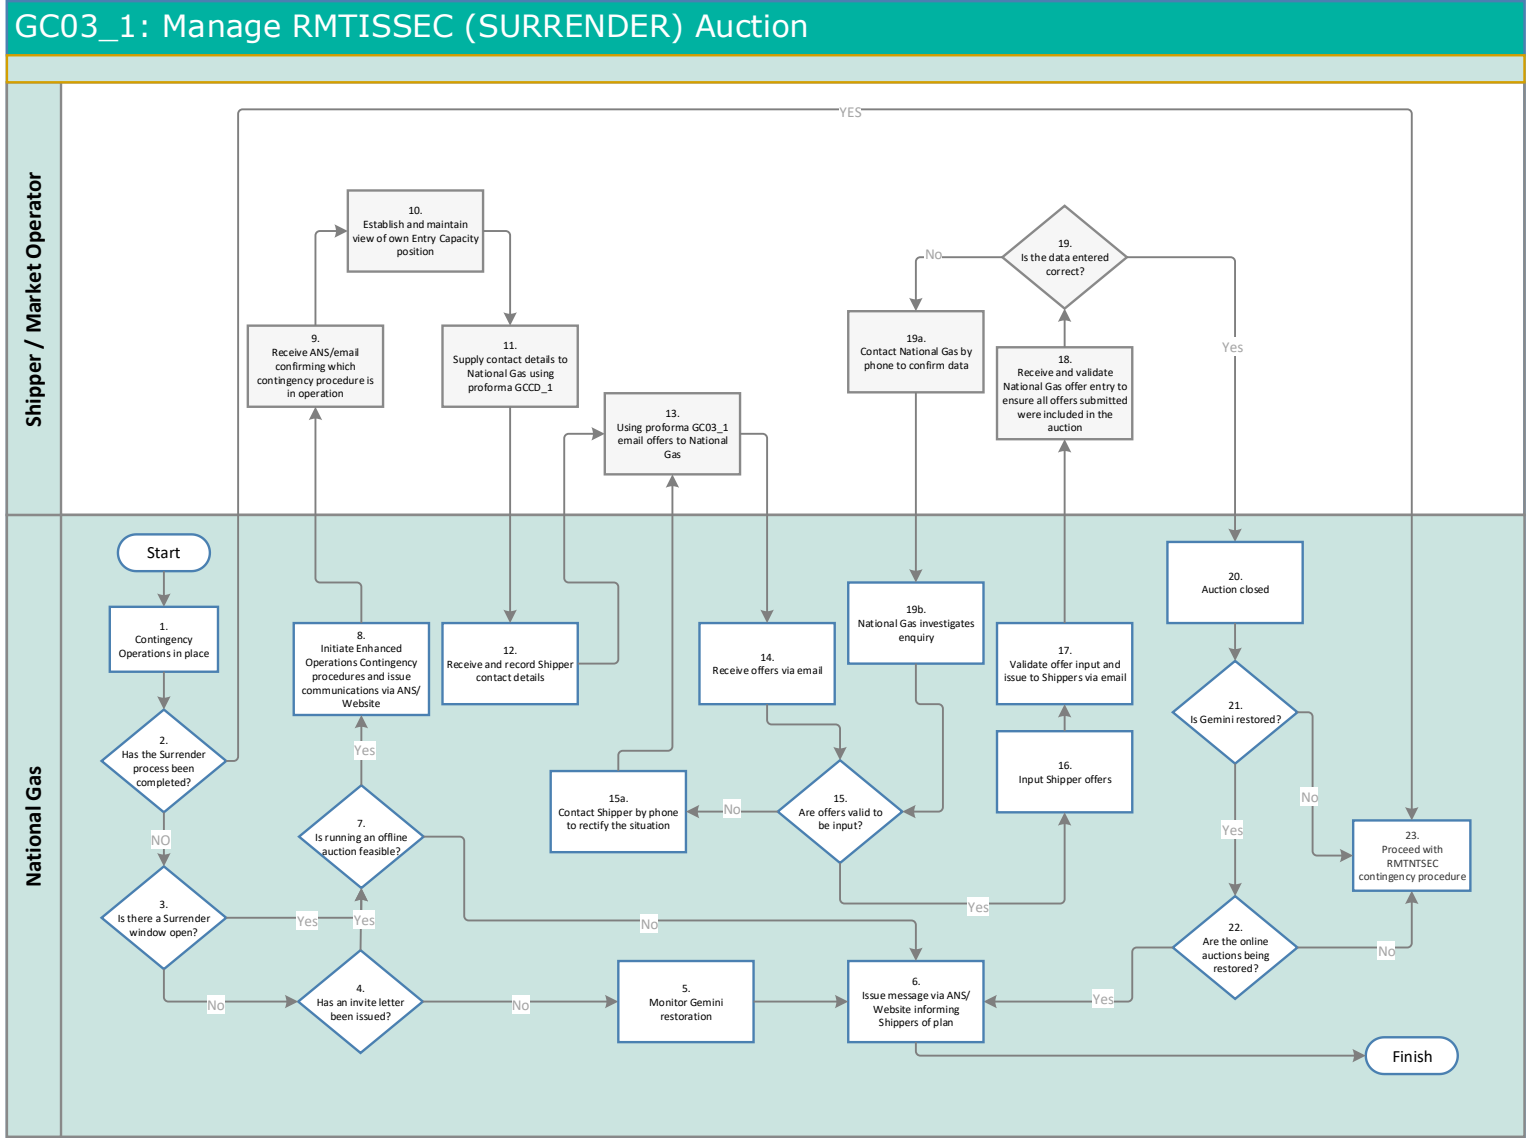 GC03_1: Manage RMTISSEC (SURRENDER) Auction
Shipper / Market Operator
YES
10.
Establish and maintain
view of own Entry Capacity
position
9.
Receive ANS/email
confirming which
contingency procedure is
in operation
11.
Supply contact details to
National Gas using
proforma GCCD_1
13.
Using proforma GC03_1
email offers to National
Gas
19.
Is the data entered
correct?
No
Yes
19a.
Contact National Gas by
phone to confirm data
18.
Receive and validate
National Gas offer entry to
ensure all offers submitted
were included in the
auction
National Gas
Start
1.
Contingency
Operations in place
2.
Has the Surrender
process been
completed?
NO
3.
Is there a Surrender
window open?
Yes
No
4.
Has an invite letter
been issued?
Yes
No
5.
Monitor Gemini
restoration
6.
Issue message via ANS/
Website informing
Shippers of plan
7.
Is running an offline
auction feasible?
Yes
No
8.
Initiate Enhanced
Operations Contingency
procedures and issue
communications via ANS/
Website
12.
Receive and record Shipper
contact details
14.
Receive offers via email
15.
Are offers valid to
be input?
No
Yes
15a.
Contact Shipper by phone
to rectify the situation
19b.
National Gas investigates
enquiry
16.
Input Shipper offers
17.
Validate offer input and
issue to Shippers via email
20.
Auction closed
21.
Is Gemini restored?
No
Yes
22.
Are the online
auctions being
restored?
Yes
No
23.
Proceed with
RMTNTSEC
contingency procedure
Finish